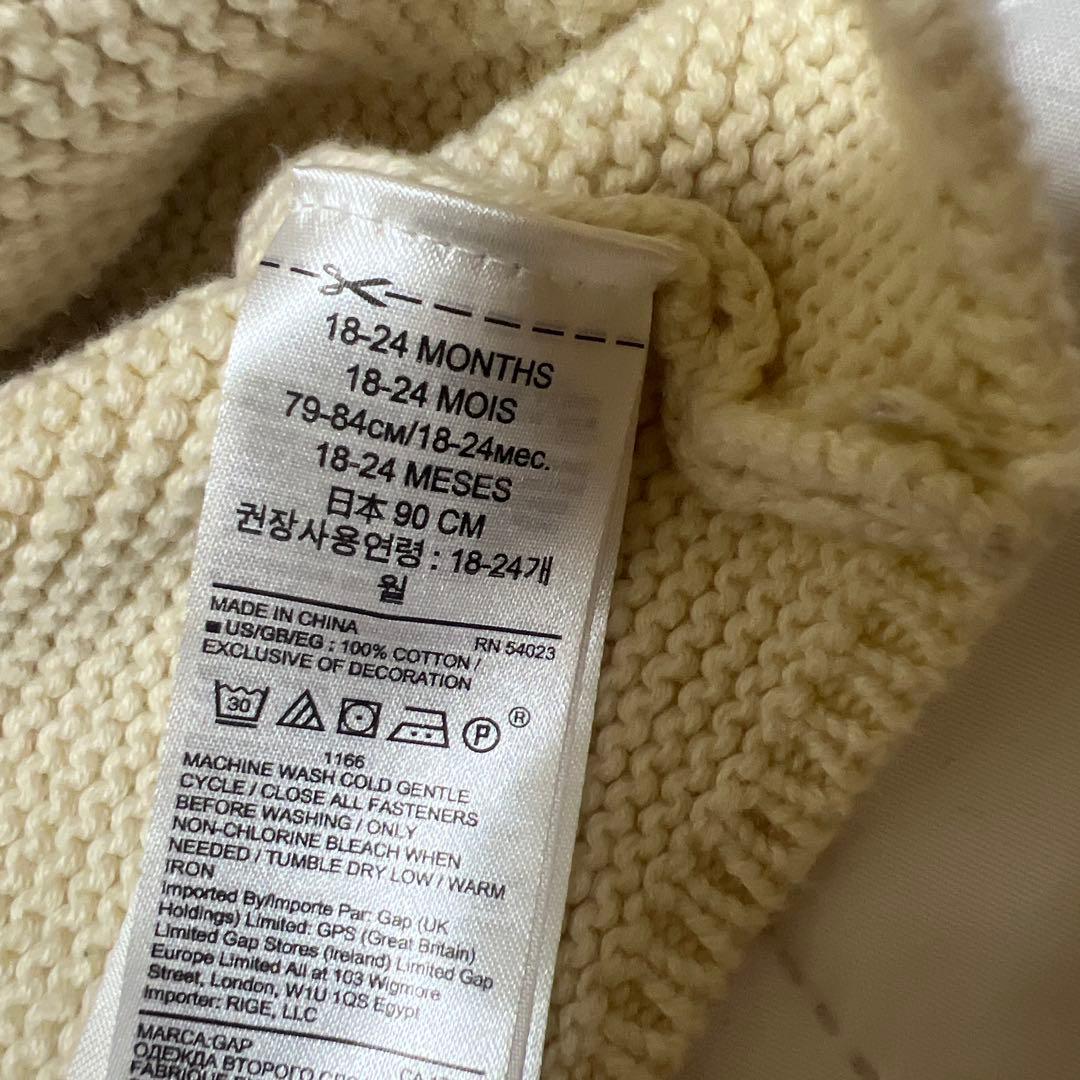 18-24 MONTHS
18-24 MOIS
79-84см/18-24мес.
18-24 MESES
日本 90 CM
권장사용연령 : 18-24개
월
MADE IN CHINA
RN 54023
■ US/GB/EG : 100% COTTON /
EXCLUSIVE OF DECORATION
30
P
®
1166
MACHINE WASH COLD GENTLE
CYCLE / CLOSE ALL FASTENERS
BEFORE WASHING / ONLY
NON-CHLORINE BLEACH WHEN
NEEDED / TUMBLE DRY LOW / WARM
IRON
Imported By/Importe Par: Gap (UK
Holdings) Limited: GPS (Great Britain)
Limited Gap Stores (Ireland) Limited Gap
Europe Limited All at 103 Wigmore
Street, London, W1U 1QS Egypt
Importer: RIGE, LLC
MARCA:GAP
ОДЕЖДА ВТОРОГО